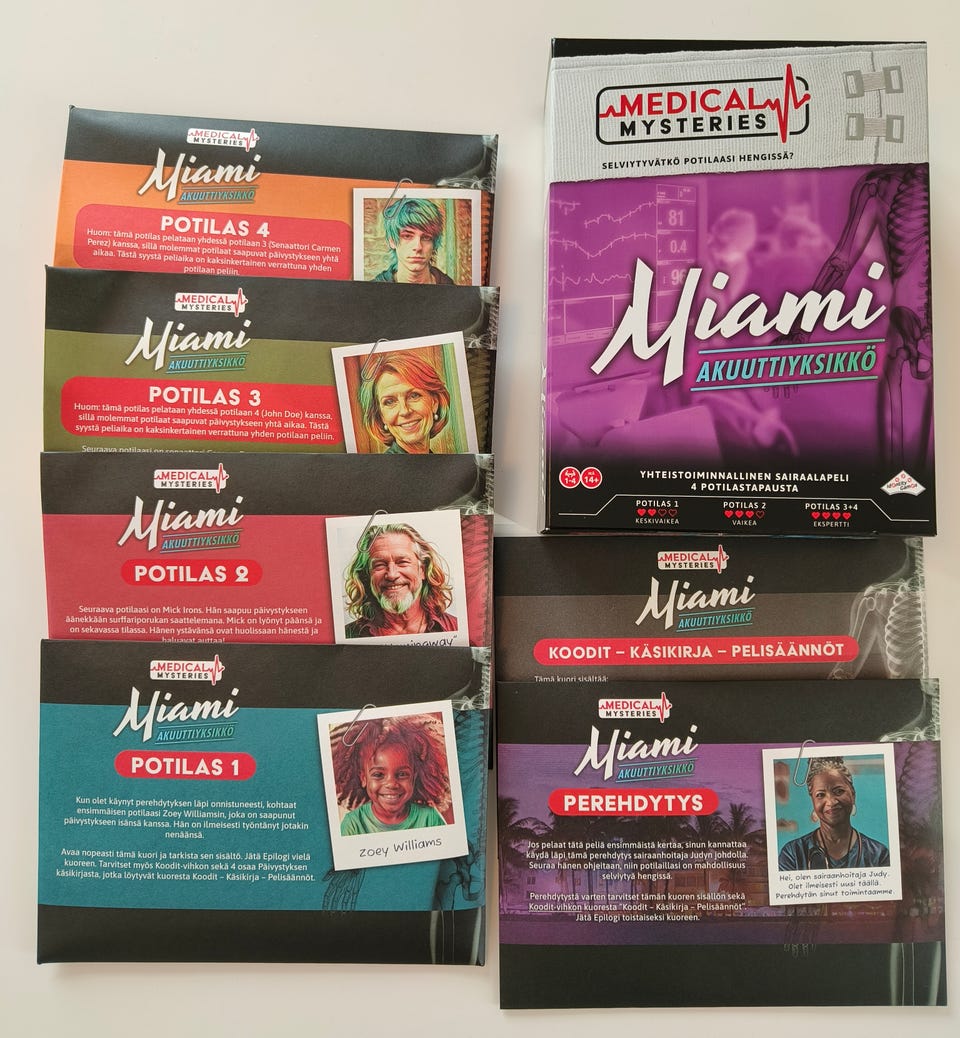 MEDICAL
MYSTERIES
SELVIYTYVÄTKÖ POTILAASI HENGISSÄ?
81
0.4
Miami
AKUUTTIYKSIKKÖ
1-4
14+
YHTEISTOIMINNALLINEN SAIRAALAPELI
4 POTILASTAPAUSTA
POTILAS 1
KESKIVAIKEA
POTILAS 2
VAIKEA
POTILAS 3+4
EKSPERTTI
MEDICAL
MYSTERIES
Miami
AKUUTTIYKSIKKÖ
POTILAS 4
Huom: tämä potilas pelataan yhdessä potilaan 3 (Senaattori Carmen
Perez) kanssa, sillä molemmat potilaat saapuvat päivystykseen yhtä
aikaa. Tästä syystä peliaika on kaksinkertainen verrattuna yhden
potilaan peliin.
MEDICAL
MYSTERIES
Miami
AKUUTTIYKSIKKÖ
POTILAS 3
Huom: tämä potilas pelataan yhdessä potilaan 4 (John Doe) kanssa,
sillä molemmat potilaat saapuvat päivystykseen yhtä aikaa. Tästä
syystä peliaika on kaksinkertainen verrattuna yhden potilaan peliin.
MEDICAL
MYSTERIES
Miami
AKUUTTIYKSIKKÖ
POTILAS 2
Seuraava potilaasi on Mick Irons. Hän saapuu päivystykseen
äänekkään surffariporukan saattelemana. Mick on lyönyt päänsä ja
on sekavassa tilassa. Hänen ystävänsä ovat huolissaan hänestä ja
haluavat auttaa!
MEDICAL
MYSTERIES
Miami
AKUUTTIYKSIKKÖ
POTILAS 1
Kun olet käynyt perehdytyksen läpi onnistuneesti, kohtaat
ensimmäisen potilaasi Zoey Williamsin, joka on saapunut
päivystykseen isänsä kanssa. Hän on ilmeisesti työntänyt jotakin
nenäänsä.
Avaa nopeasti tämä kuori ja tarkista sen sisältö. Jätä Epilogi vielä
kuoreen. Tarvitset myös Koodit-vihkon sekä 4 osaa Päivystyksen
käsikirjasta, jotka löytyvät kuoresta Koodit – Käsikirja – Pelisäännöt.
Zoey Williams
MEDICAL
MYSTERIES
Miami
AKUUTTIYKSIKKÖ
KOODIT – KÄSIKIRJA – PELISÄÄNNÖT
Tämä kuori sisältää:
MEDICAL
MYSTERIES
Miami
AKUUTTIYKSIKKÖ
PEREHDYTYS
Jos pelaat tätä peliä ensimmäistä kertaa, sinun kannattaa
käydä läpi tämä perehdytys sairaanhoitaja Judyn johdolla.
Seuraa hänen ohjeitaan, niin potilaillasi on mahdollisuus
selviytyä hengissä.
Perehdytystä varten tarvitset tämän kuoren sisällön sekä
Koodit-vihkon kuoresta "Koodit – Käsikirja – Pelisäännöt".
Jätä Epilogi toistaiseksi kuoreen.
Hei, olen sairaanhoitaja Judy.
Olet ilmeisesti uusi täällä.
Perehdytän sinut toimintaamme.